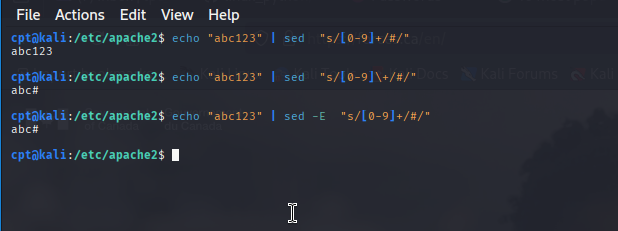 File Actions Edit View Help
cpt@kali:/etc/apache2$ echo "abc123" | sed  "s/[0-9]+/#/"
abc123
cpt@kali:/etc/apache2$ echo "abc123" | sed  "s/[0-9]\+/#/"
abc#
cpt@kali:/etc/apache2$ echo "abc123" | sed -E  "s/[0-9]+/#/"
abc#
cpt@kali:/etc/apache2$